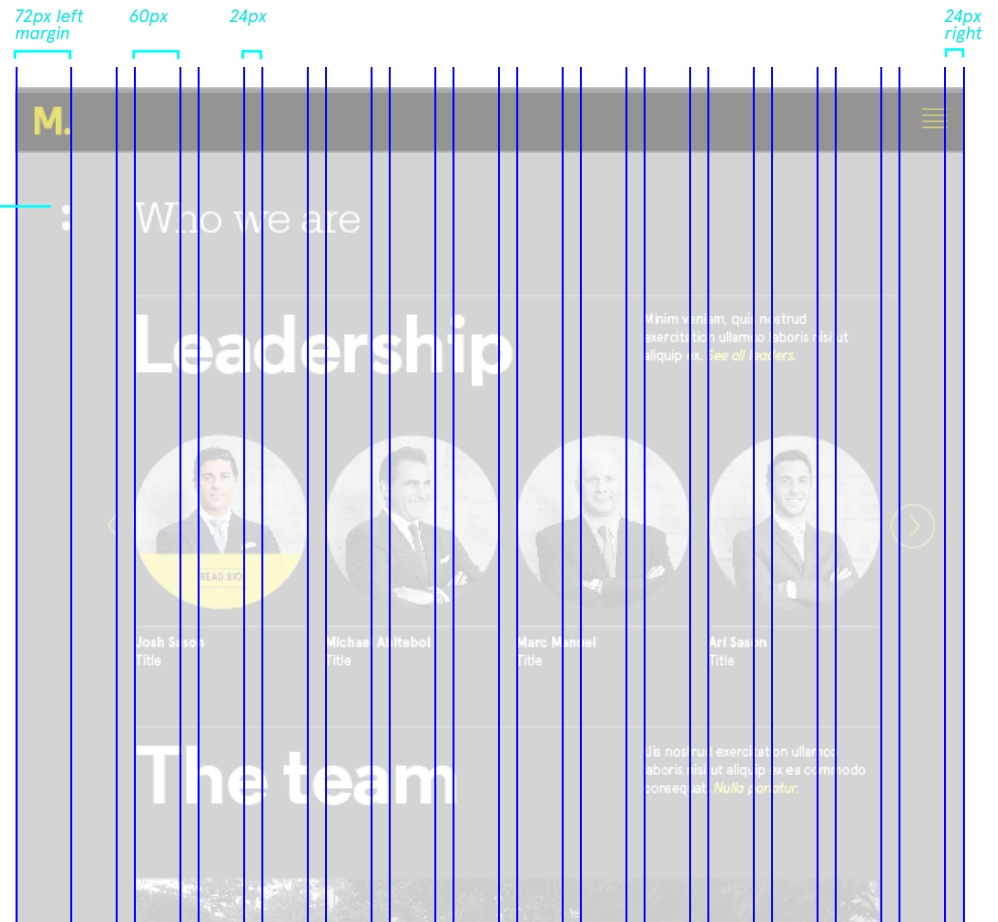 72px left
margin
60px
24px
24px
right
M.
Who we are
Leadership
Minim veniam, quis nostrud
exercitation ullamco laboris nisi ut
aliquip ex. See all leaders.
READ BIO
Josh Sason
Title
Michael Abitebol
Title
Marc Manuel
Title
Ari Sason
Title
The team
Uis nostrud exercitation ullamco
laboris nisi ut aliquip ex ea commodo
consequat. Nulla pariatur.